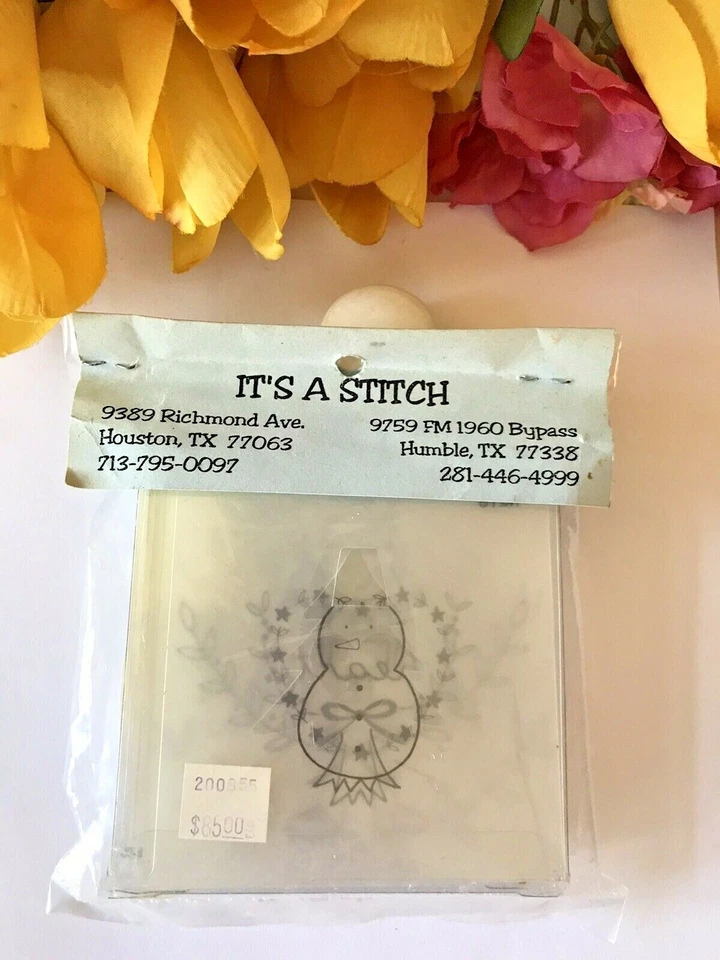 IT'S A STITCH
9389 Richmond Ave.
Houston, TX 77063
713-795-0097
9759 FM 1960 Bypass
Humble, TX 77338
281-446-4999
$8500